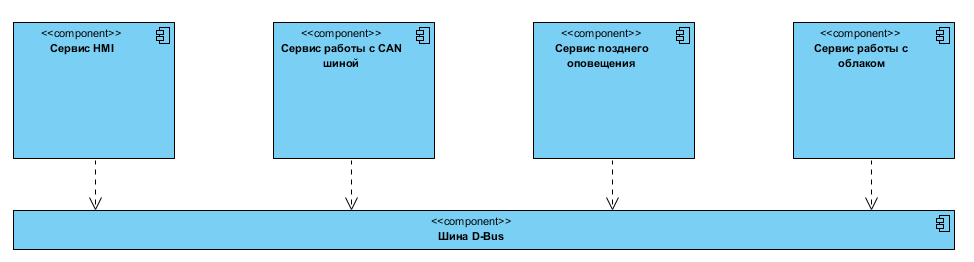 <<component>>
Сервис HMI
<<component>>
Сервис работы с CAN
шиной
<<component>>
Сервис позднего
оповещения
<<component>>
Сервис работы с
облаком
<<component>>
Шина D-Bus